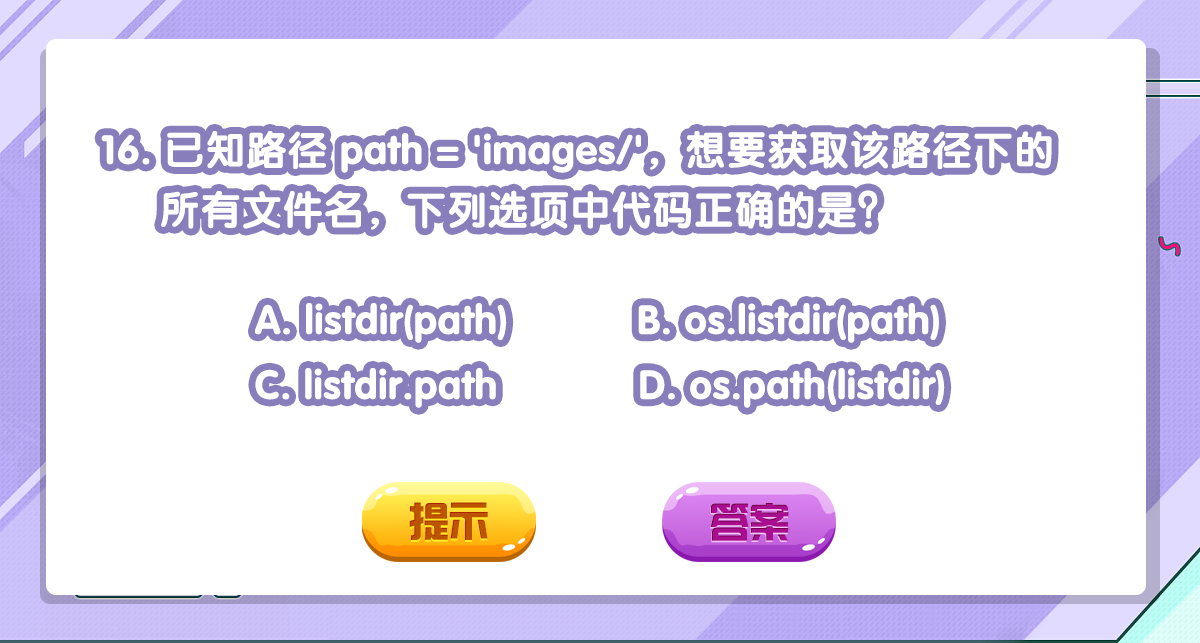 16. 已知路径 path = 'images/'，想要获取该路径下的
所有文件名，下列选项中代码正确的是？
A. listdir(path)
B. os.listdir(path)
C. listdir.path
D. os.path(listdir)
提示
答案